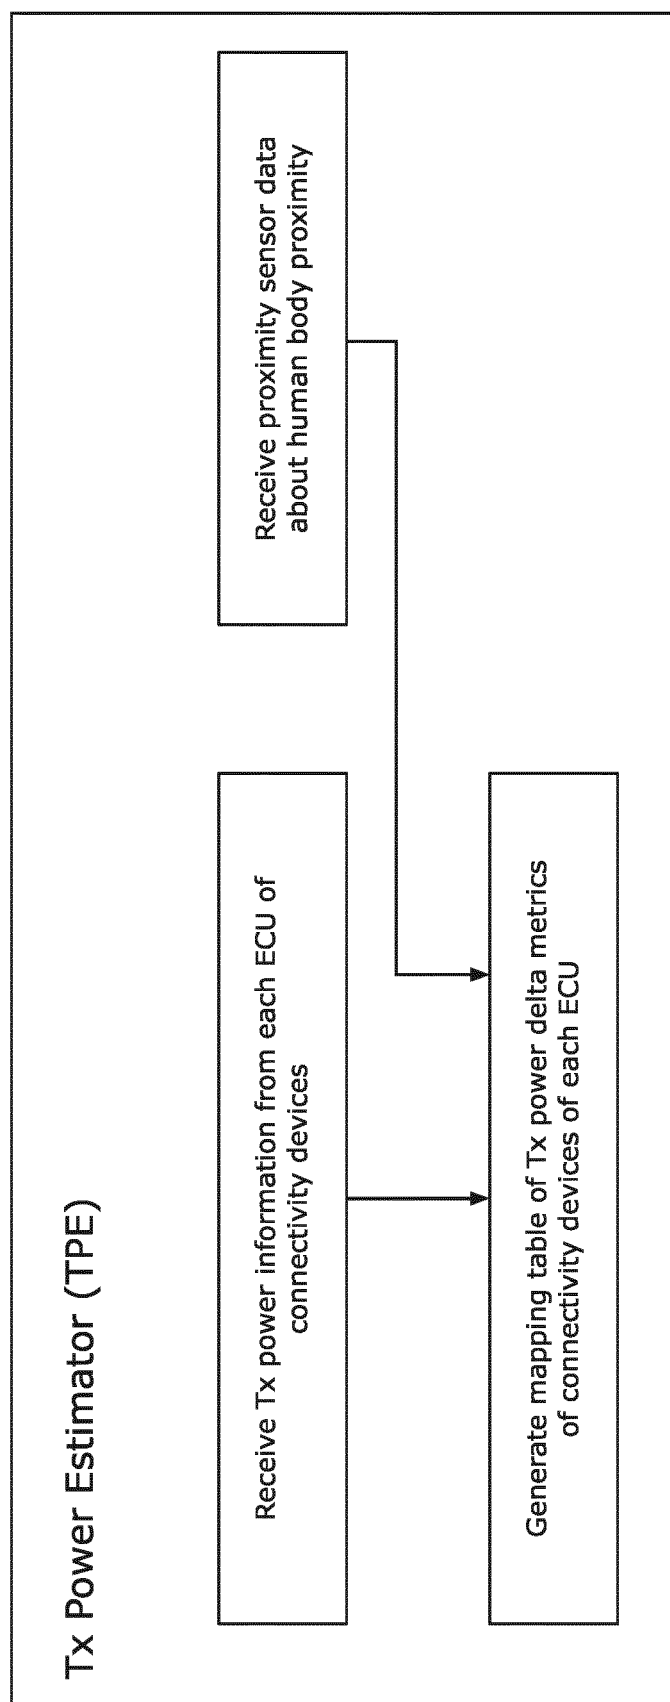 Tx Power Estimator (TPE)
Receive Tx power information from each ECU of
connectivity devices
Receive proximity sensor data
about human body proximity
Generate mapping table of Tx power delta metrics
of connectivity devices of each ECU